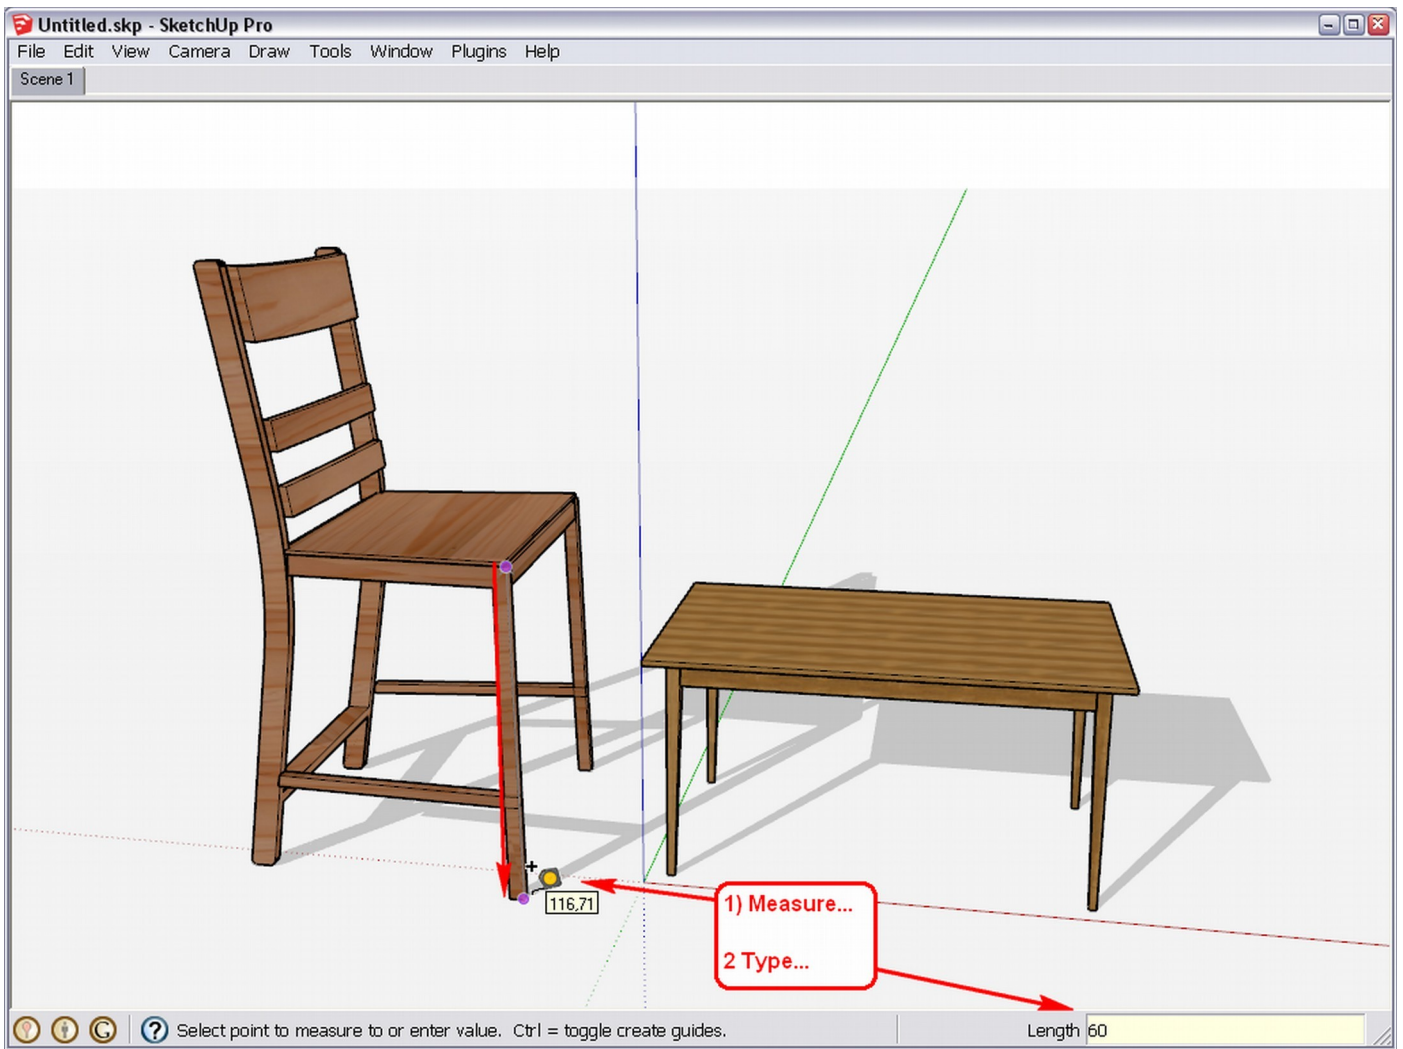 Untitled.skp - SketchUp Pro
File Edit View Camera Draw Tools Window Plugins Help
Scene 1
116,71
1) Measure...
2 Type...
Select point to measure to or enter value. Ctrl = toggle create guides.
Length 60